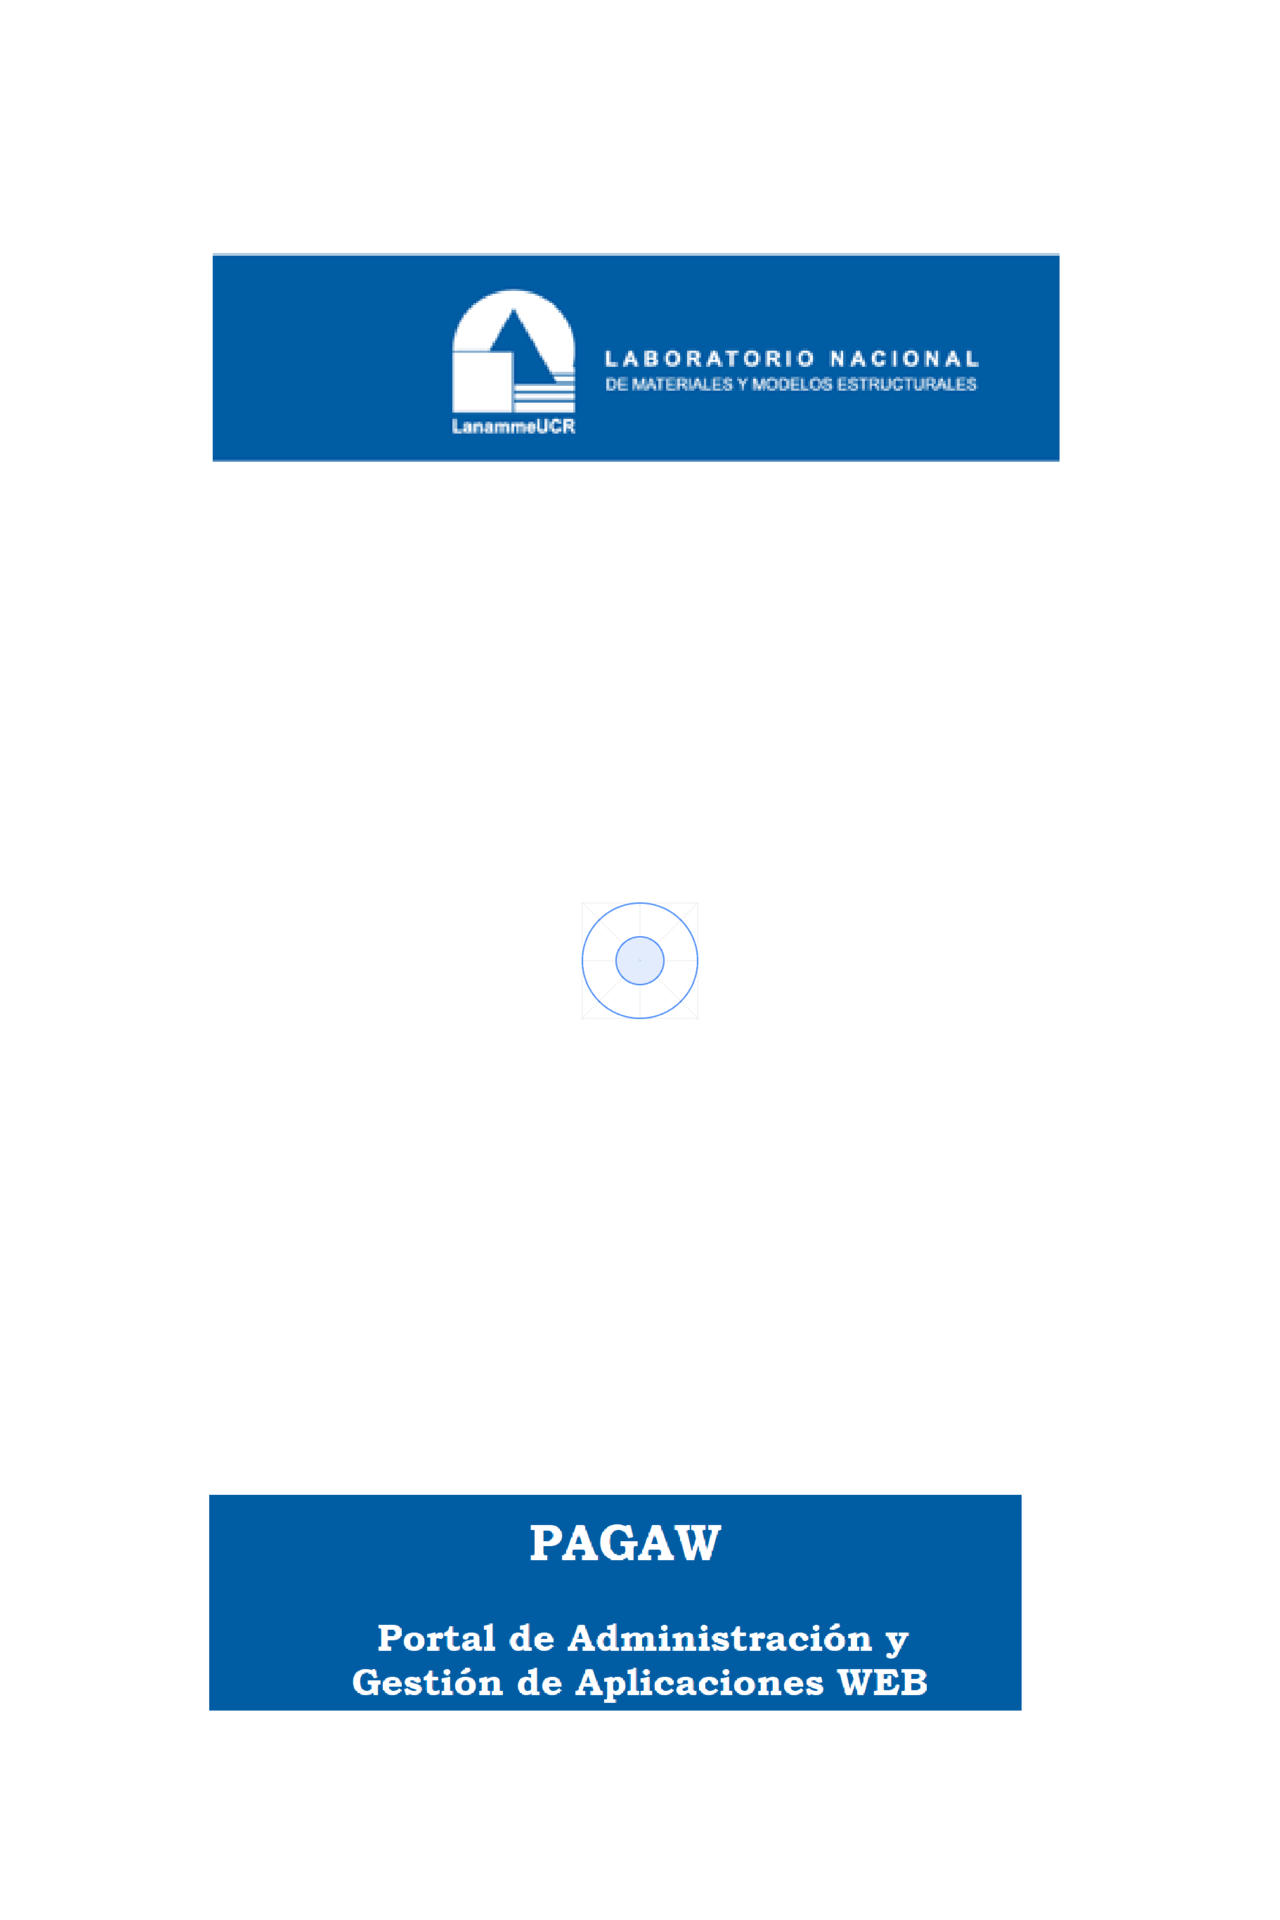 LABORATORIO NACIONAL
DE MATERIALES Y MODELOS ESTRUCTURALES
LanammeUCR
PAGAW
Portal de Administración y
Gestión de Aplicaciones WEB